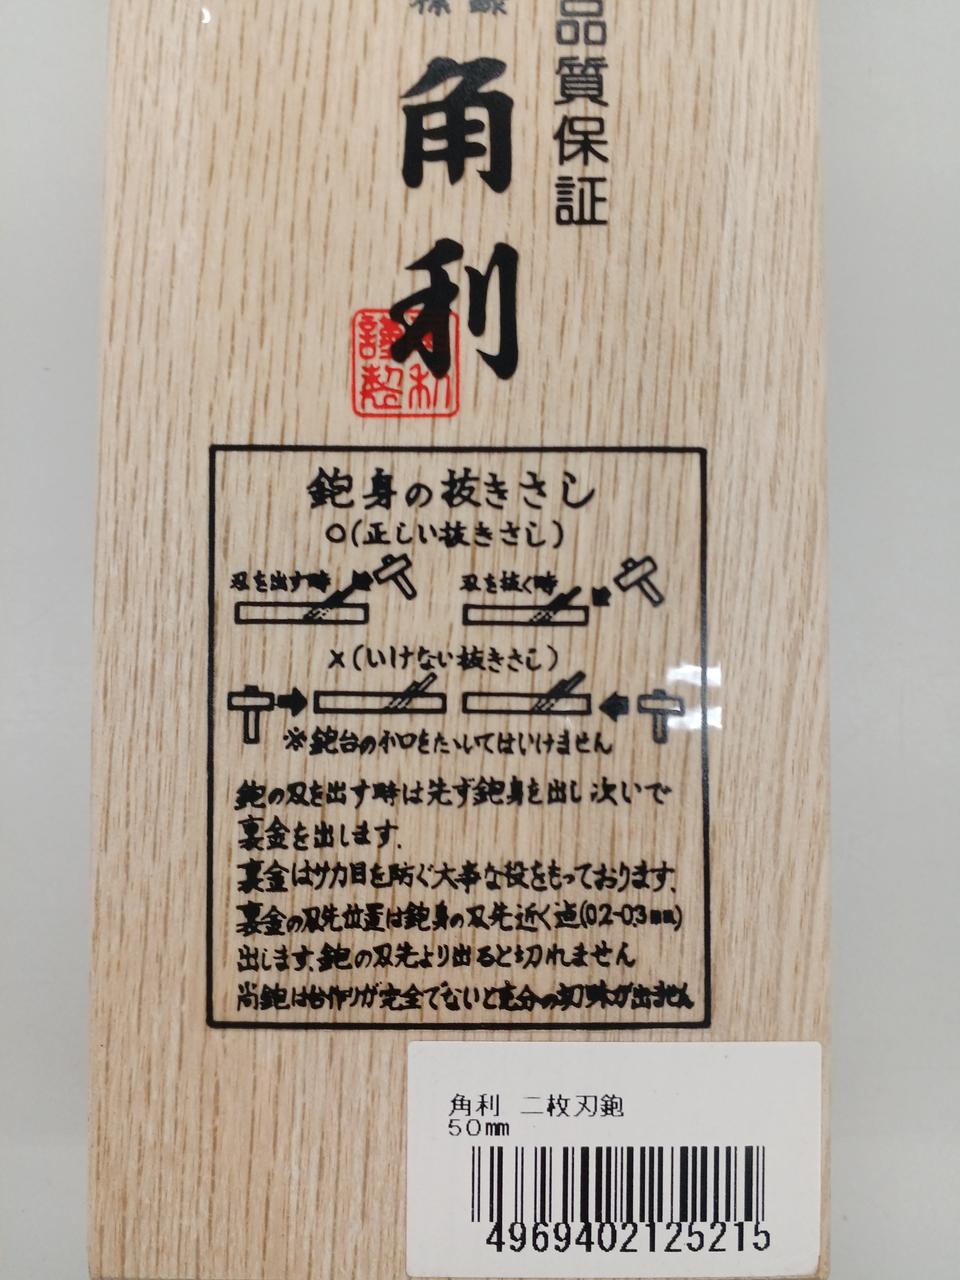 品質保証
角利
謹製
鉋身の抜きさし
○(正しい抜きさし)
刃を出す時
刃を抜く時
×(いけない抜きさし)
※鉋台の小口をたゝいてはいけません
鉋の刃を出す時は先ず鉋身を出し次いで
裏金を出します.
裏金はサカ目を防ぐ大事な役をもっております.
裏金の刃先位置は鉋身の刃先近く迠(0.2-0.3mm)
出します.鉋の刃先より出ると切れません
尚鉋は台作りが完全でないと充分の切味が出ません
角利 二枚刃鉋
50mm
4969402125215